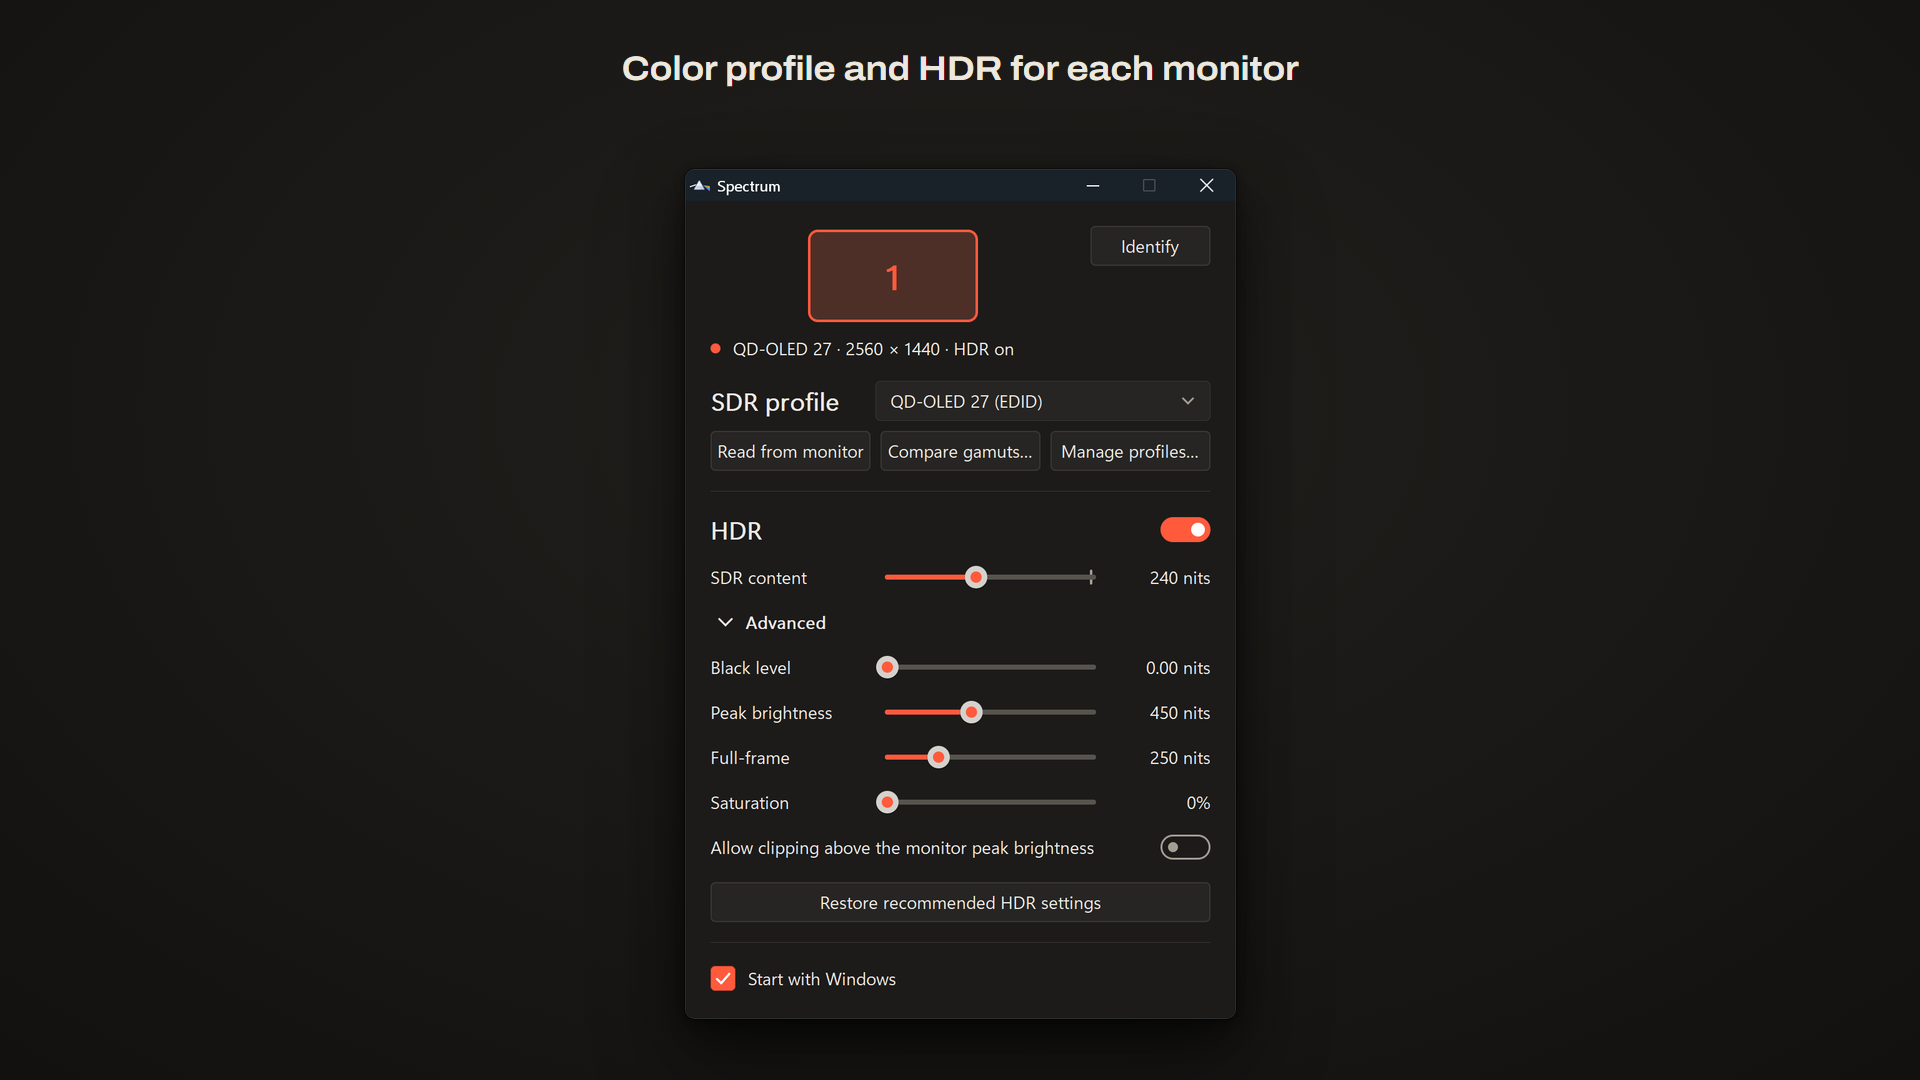 Color profile and HDR for each monitor
Spectrum
Identify
1
QD-OLED 27 · 2560 × 1440 · HDR on
SDR profile
QD-OLED 27 (EDID)
Read from monitor
Compare gamuts...
Manage profiles...
HDR
SDR content
240 nits
Advanced
Black level
0.00 nits
Peak brightness
450 nits
Full-frame
250 nits
Saturation
0%
Allow clipping above the monitor peak brightness
Restore recommended HDR settings
Start with Windows